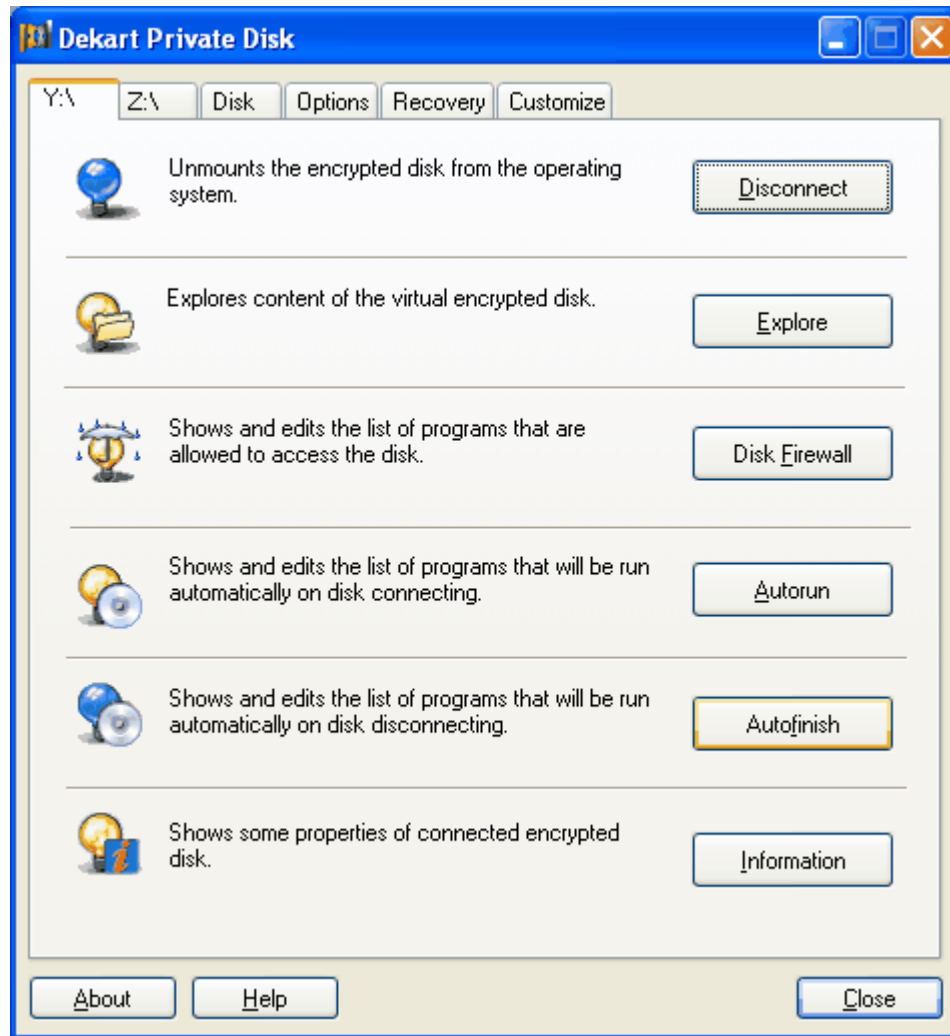 Dekart Private Disk
Y:\ Z:\ Disk Options Recovery Customize
Unmounts the encrypted disk from the operating
system.
Disconnect
Explores content of the virtual encrypted disk.
Explore
Shows and edits the list of programs that are
allowed to access the disk.
Disk Firewall
Shows and edits the list of programs that will be run
automatically on disk connecting.
Autorun
Shows and edits the list of programs that will be run
automatically on disk disconnecting.
Autofinish
Shows some properties of connected encrypted
disk.
Information
About Help Close